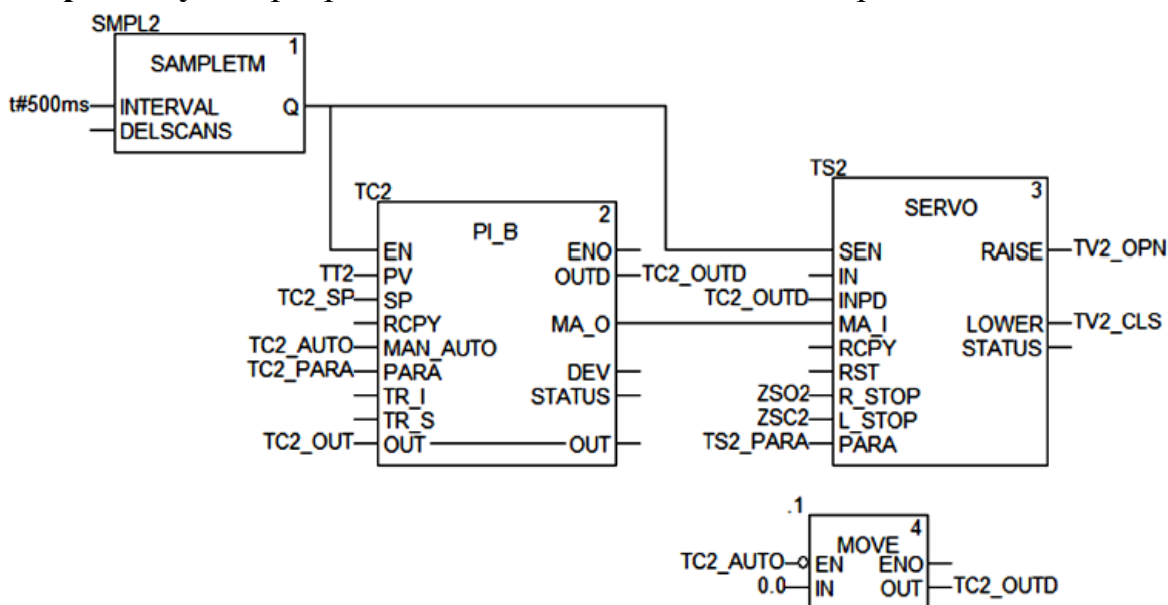 SMPL2
1
SAMPLETM
t#500ms INTERVAL Q
DELSCANS
TC2
2
PI_B
EN ENO
TT2 PV OUTD TC2_OUTD
TC2_SP SP
RCPY MA_O
TC2_AUTO MAN_AUTO
TC2_PARA PARA DEV
TR_I STATUS
TR_S
TC2_OUT OUT OUT
TS2
3
SERVO
SEN RAISE TV2_OPN
IN
TC2_OUTD INPD
MA_I LOWER TV2_CLS
RCPY STATUS
RST
ZSO2 R_STOP
ZSC2 L_STOP
TS2_PARA PARA
.1
4
MOVE
TC2_AUTO EN ENO
0.0 IN OUT TC2_OUTD